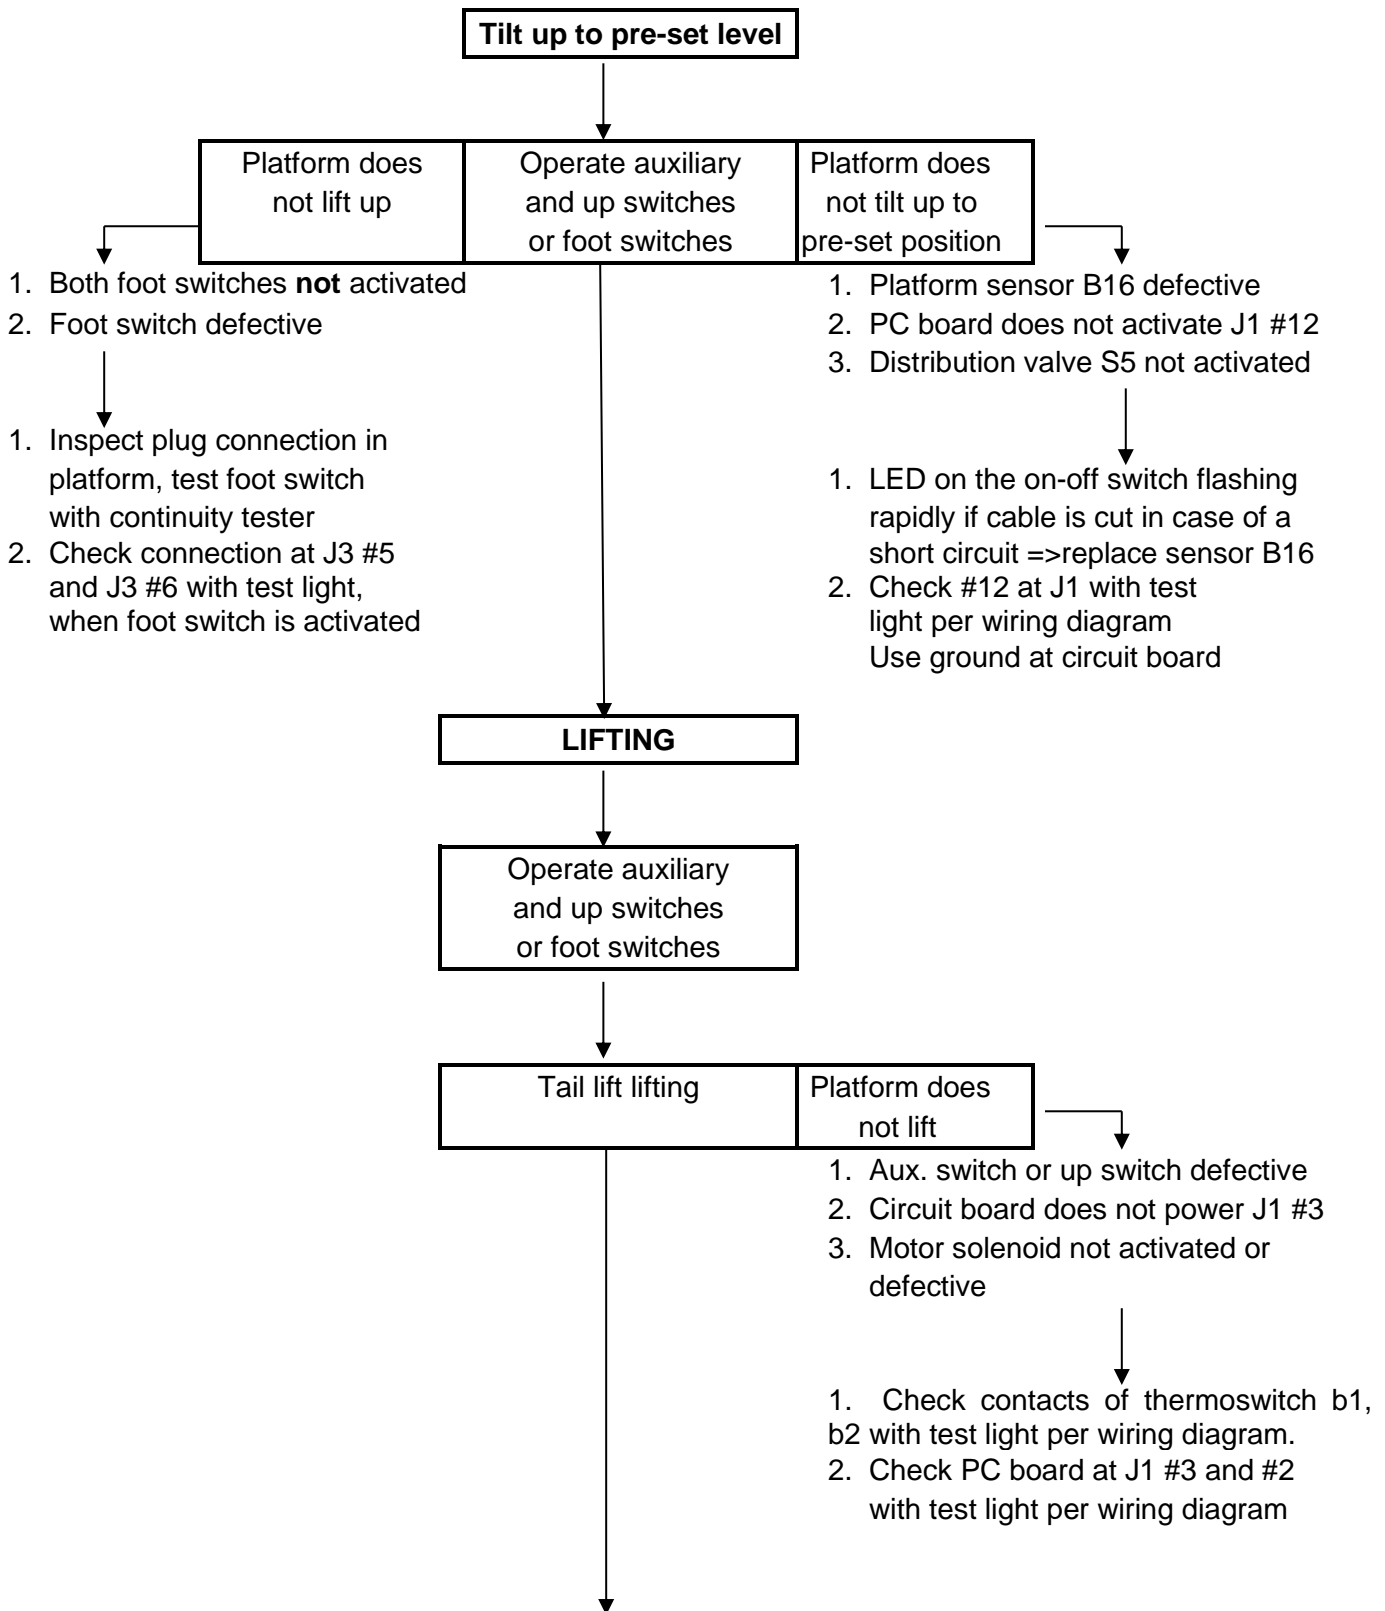 Tilt up to pre-set level
Platform does
not lift up
Operate auxiliary
and up switches
or foot switches
Platform does
not tilt up to
pre-set position
1. Both foot switches not activated
2. Foot switch defective
1. Inspect plug connection in
platform, test foot switch
with continuity tester
2. Check connection at J3 #5
and J3 #6 with test light,
when foot switch is activated
1. Platform sensor B16 defective
2. PC board does not activate J1 #12
3. Distribution valve S5 not activated
1. LED on the on-off switch flashing
rapidly if cable is cut in case of a
short circuit =>replace sensor B16
2. Check #12 at J1 with test
light per wiring diagram
Use ground at circuit board
LIFTING
Operate auxiliary
and up switches
or foot switches
Tail lift lifting
Platform does
not lift
1. Aux. switch or up switch defective
2. Circuit board does not power J1 #3
3. Motor solenoid not activated or
defective
1. Check contacts of thermoswitch b1,
b2 with test light per wiring diagram.
2. Check PC board at J1 #3 and #2
with test light per wiring diagram